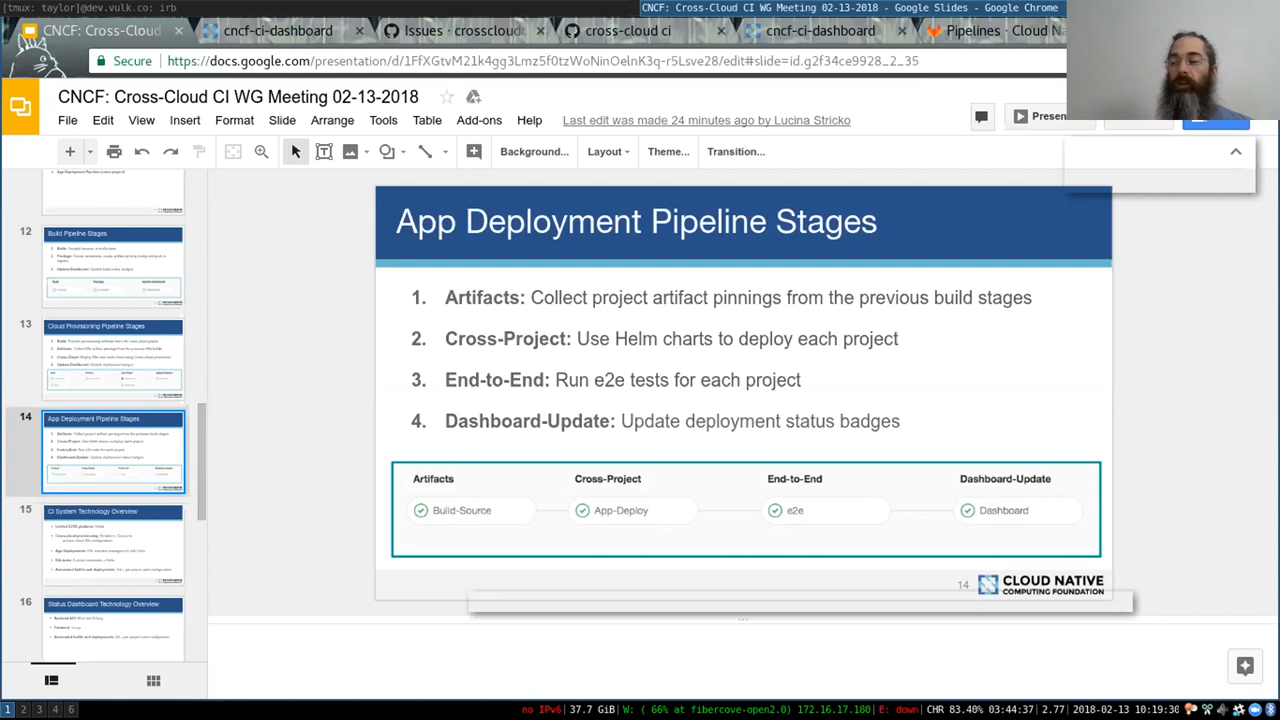 [tmux: taylor]@dev.vulk.co: irb
CNCF: Cross-Cloud CI WG Meeting 02-13-2018 - Google Slides - Google Chrome
CNCF: Cross-Cloud
cncf-ci-dashboard
Issues · crosscloud
cross-cloud ci
cncf-ci-dashboard
Pipelines · Cloud N
Secure
https://docs.google.com/presentation/d/1FfXGtvM21k4gg3Lmz5f0tzWoNinOelnK3q-r5Lsve28/edit#slide=id.g2f34ce9928_2_35
CNCF: Cross-Cloud CI WG Meeting 02-13-2018
File Edit View Insert Format Slide Arrange Tools Table Add-ons Help Last edit was made 24 minutes ago by Lucina Stricko
Presen
Background... Layout Theme... Transition...
12
Build Pipeline Stages
13
Cloud Provisioning Pipeline Stages
14
App Deployment Pipeline Stages
15
CI System Technology Overview
16
Status Dashboard Technology Overview
App Deployment Pipeline Stages
1. Artifacts: Collect project artifact pinnings from the previous build stages
2. Cross-Project: Use Helm charts to deploy each project
3. End-to-End: Run e2e tests for each project
4. Dashboard-Update: Update deployment status badges
Artifacts Cross-Project End-to-End Dashboard-Update
Build-Source App-Deploy e2e Dashboard
14
CLOUD NATIVE
COMPUTING FOUNDATION
1 2 3 4 6
no IPv6| 37.7 GiB| W: ( 66% at fibercove-open2.0) 172.16.17.180| E: down| CHR 83.40% 03:44:37| 2.77| 2018-02-13 10:19:30